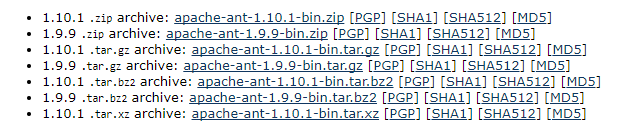 • 1.10.1 .zip archive: apache-ant-1.10.1-bin.zip [PGP] [SHA1] [SHA512] [MD5]
• 1.9.9 .zip archive: apache-ant-1.9.9-bin.zip [PGP] [SHA1] [SHA512] [MD5]
• 1.10.1 .tar.gz archive: apache-ant-1.10.1-bin.tar.gz [PGP] [SHA1] [SHA512] [MD5]
• 1.9.9 .tar.gz archive: apache-ant-1.9.9-bin.tar.gz [PGP] [SHA1] [SHA512] [MD5]
• 1.10.1 .tar.bz2 archive: apache-ant-1.10.1-bin.tar.bz2 [PGP] [SHA1] [SHA512] [MD5]
• 1.9.9 .tar.bz2 archive: apache-ant-1.9.9-bin.tar.bz2 [PGP] [SHA1] [SHA512] [MD5]
• 1.10.1 .tar.xz archive: apache-ant-1.10.1-bin.tar.xz [PGP] [SHA1] [SHA512] [MD5]